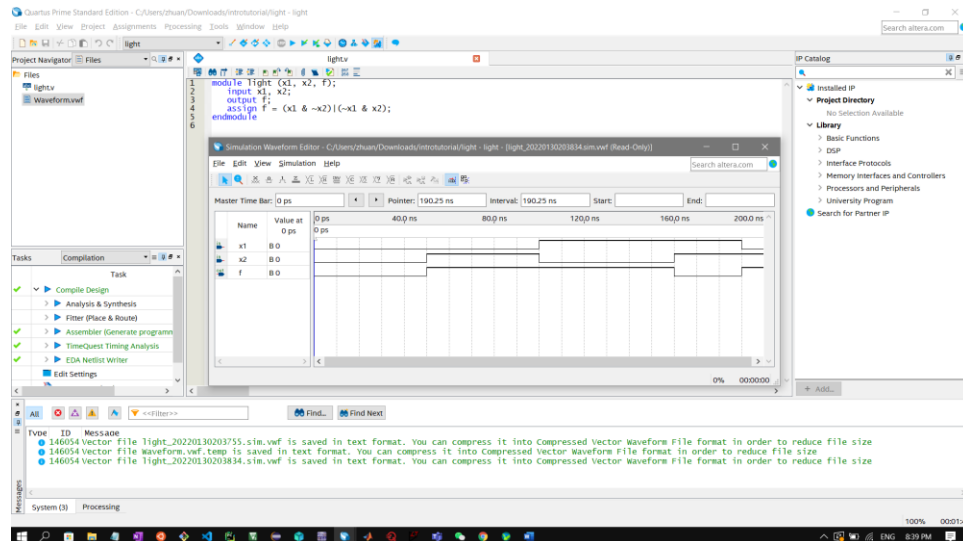 Quartus Prime Standard Edition - C:/Users/zhuan/Downloads/introtutorial/light - light
File Edit View Project Assignments Processing Tools Window Help
Search altera.com
light
Project Navigator Files
light.v
IP Catalog
Files
light.v
Waveform.vwf
1 module light (x1, x2, f);
2 input x1, x2;
3 output f;
4 assign f = (x1 & ~x2)|(~x1 & x2);
5 endmodule
6
Installed IP
Project Directory
No Selection Available
Library
Basic Functions
DSP
Interface Protocols
Memory Interfaces and Controllers
Processors and Peripherals
University Program
Search for Partner IP
+ Add...
Simulation Waveform Editor - C:/Users/zhuan/Downloads/introtutorial/light - light - [light_20220130203834.sim.vwf (Read-Only)]
File Edit View Simulation Help
Search altera.com
Master Time Bar: 0 ps Pointer: 190.25 ns Interval: 190.25 ns Start: End:
Name Value at 0 ps
0 ps 40.0 ns 80.0 ns 120.0 ns 160.0 ns 200.0 ns
0 ps
x1 B 0
x2 B 0
f B 0
0% 00:00:00
Tasks Compilation
Task
Compile Design
Analysis & Synthesis
Fitter (Place & Route)
Assembler (Generate programm
TimeQuest Timing Analysis
EDA Netlist Writer
Edit Settings
All <<Filter>> Find... Find Next
Type ID Message
146054 Vector file light_20220130203755.sim.vwf is saved in text format. You can compress it into Compressed Vector Waveform File format in order to reduce file size
146054 Vector file Waveform.vwf.temp is saved in text format. You can compress it into Compressed Vector Waveform File format in order to reduce file size
146054 Vector file light_20220130203834.sim.vwf is saved in text format. You can compress it into Compressed Vector Waveform File format in order to reduce file size
Messages
System (3) Processing
100% 00:01:
ENG 8:39 PM